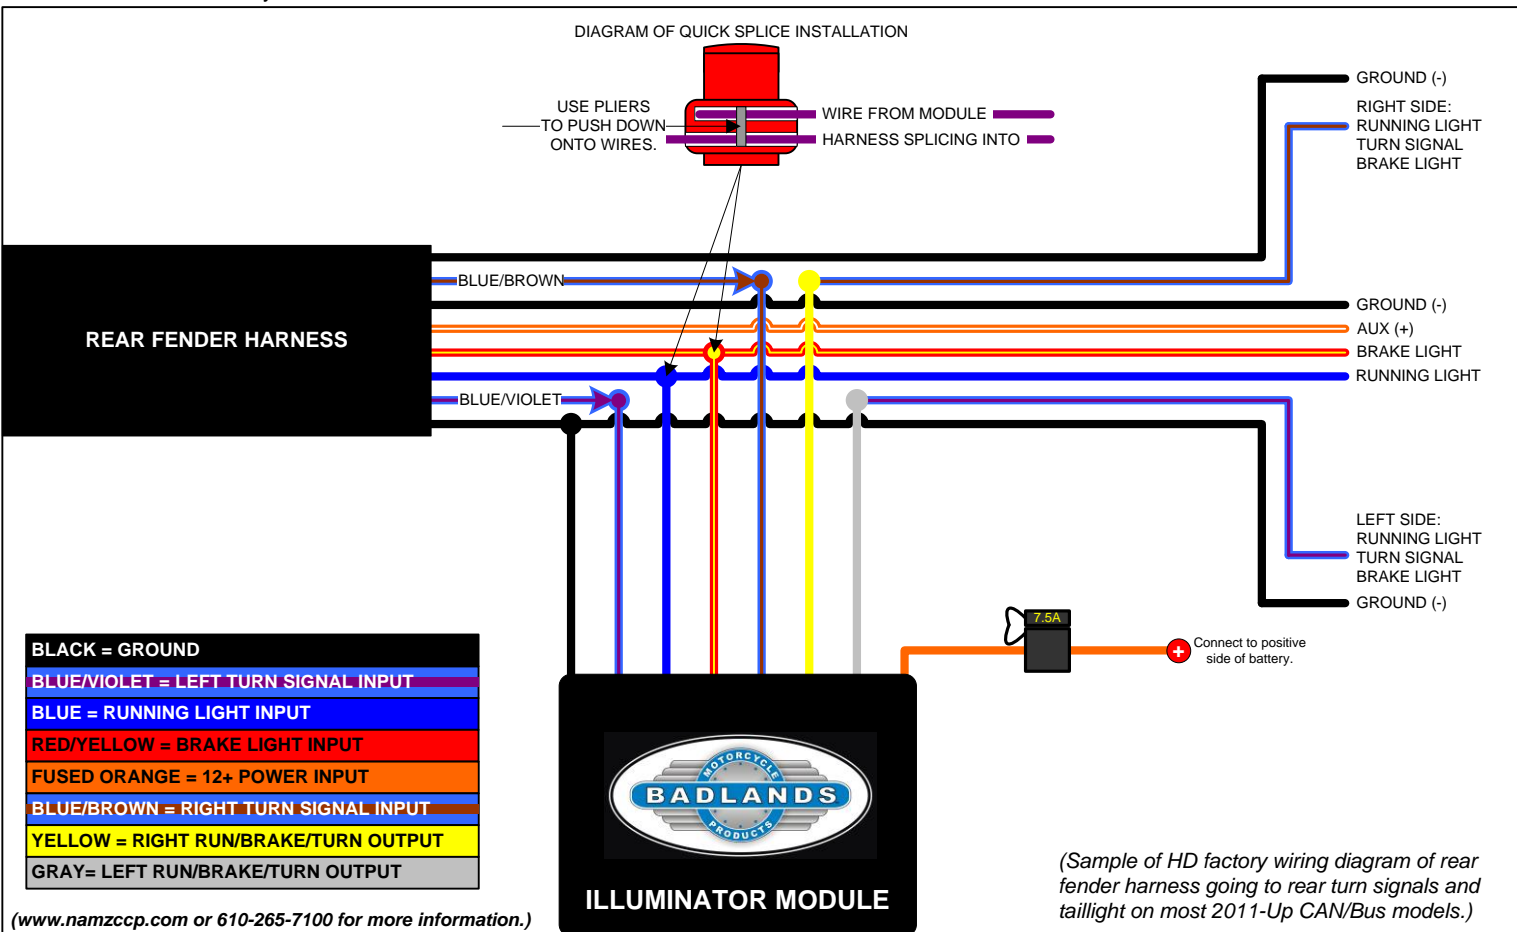 DIAGRAM OF QUICK SPLICE INSTALLATION
USE PLIERS
TO PUSH DOWN
ONTO WIRES.
WIRE FROM MODULE
HARNESS SPLICING INTO
GROUND (-)
RIGHT SIDE:
RUNNING LIGHT
TURN SIGNAL
BRAKE LIGHT
REAR FENDER HARNESS
BLUE/BROWN
BLUE/VIOLET
GROUND (-)
AUX (+)
BRAKE LIGHT
RUNNING LIGHT
LEFT SIDE:
RUNNING LIGHT
TURN SIGNAL
BRAKE LIGHT
GROUND (-)
7.5A
+
Connect to positive
side of battery.
BLACK = GROUND
BLUE/VIOLET = LEFT TURN SIGNAL INPUT
BLUE = RUNNING LIGHT INPUT
RED/YELLOW = BRAKE LIGHT INPUT
FUSED ORANGE = 12+ POWER INPUT
BLUE/BROWN = RIGHT TURN SIGNAL INPUT
YELLOW = RIGHT RUN/BRAKE/TURN OUTPUT
GRAY= LEFT RUN/BRAKE/TURN OUTPUT
(www.namzccp.com or 610-265-7100 for more information.)
MOTORCYCLE
BADLANDS
PRODUCTS
ILLUMINATOR MODULE
(Sample of HD factory wiring diagram of rear
fender harness going to rear turn signals and
taillight on most 2011-Up CAN/Bus models.)